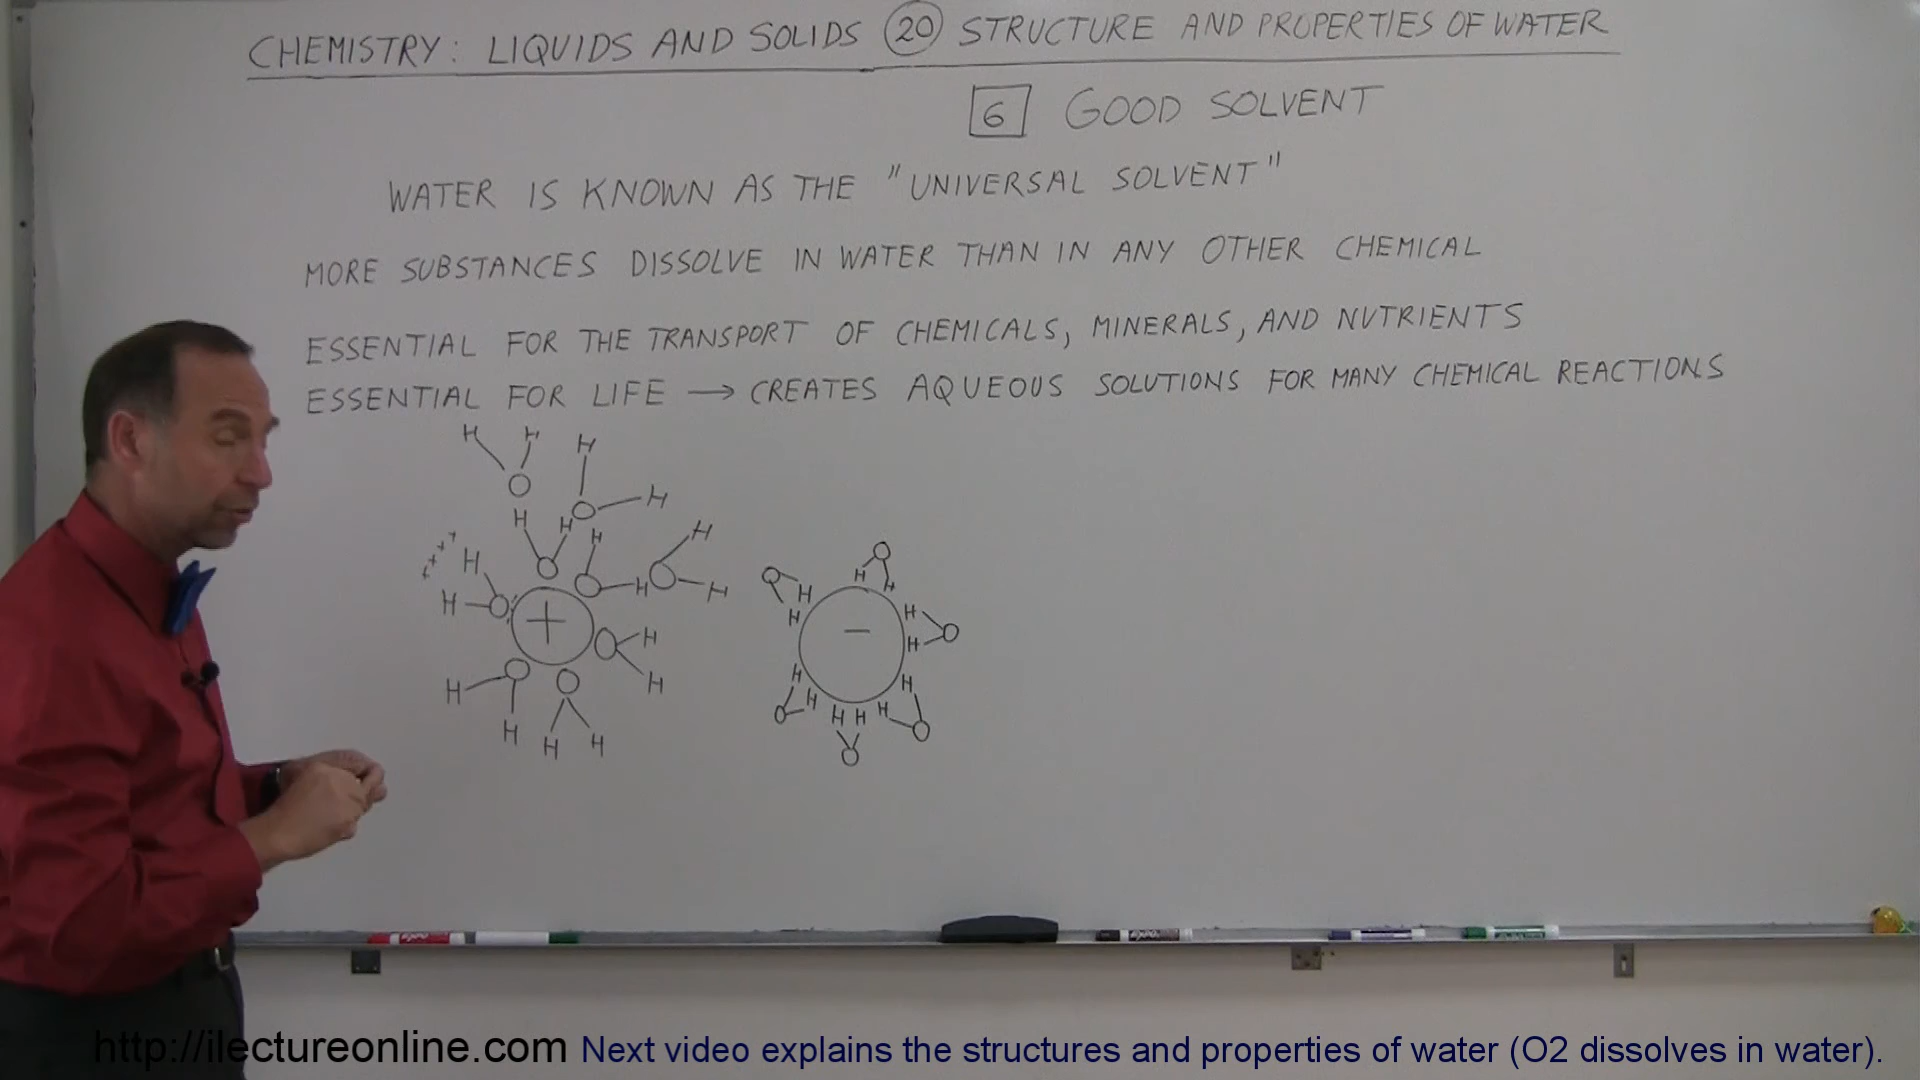 CHEMISTRY: LIQUIDS AND SOLIDS 20 STRUCTURE AND PROPERTIES OF WATER
6 GOOD SOLVENT
WATER IS KNOWN AS THE "UNIVERSAL SOLVENT"
MORE SUBSTANCES DISSOLVE IN WATER THAN IN ANY OTHER CHEMICAL
ESSENTIAL FOR THE TRANSPORT OF CHEMICALS, MINERALS, AND NUTRIENTS
ESSENTIAL FOR LIFE → CREATES AQUEOUS SOLUTIONS FOR MANY CHEMICAL REACTIONS
H H H
O
O H
H H H H
O O O H H
+ + + + H
H O + O H
H
O H
O
H H H
O
H H
O H
H − H O
H H H
O H H H H O
O
http://ilectureonline.com Next video explains the structures and properties of water (O2 dissolves in water).